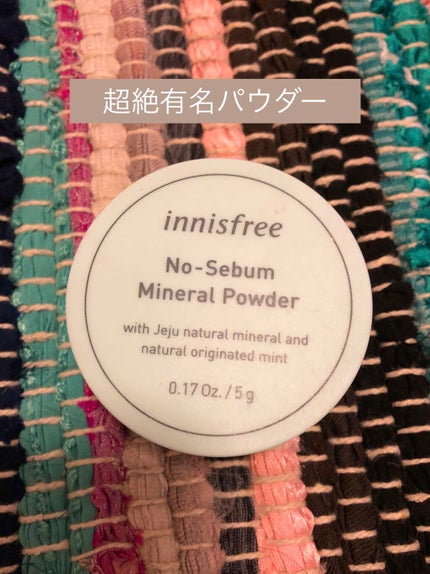 超絶有名パウダー
innisfree
No-Sebum
Mineral Powder
with Jeju natural mineral and
natural originated mint
0.17 Oz. / 5 g